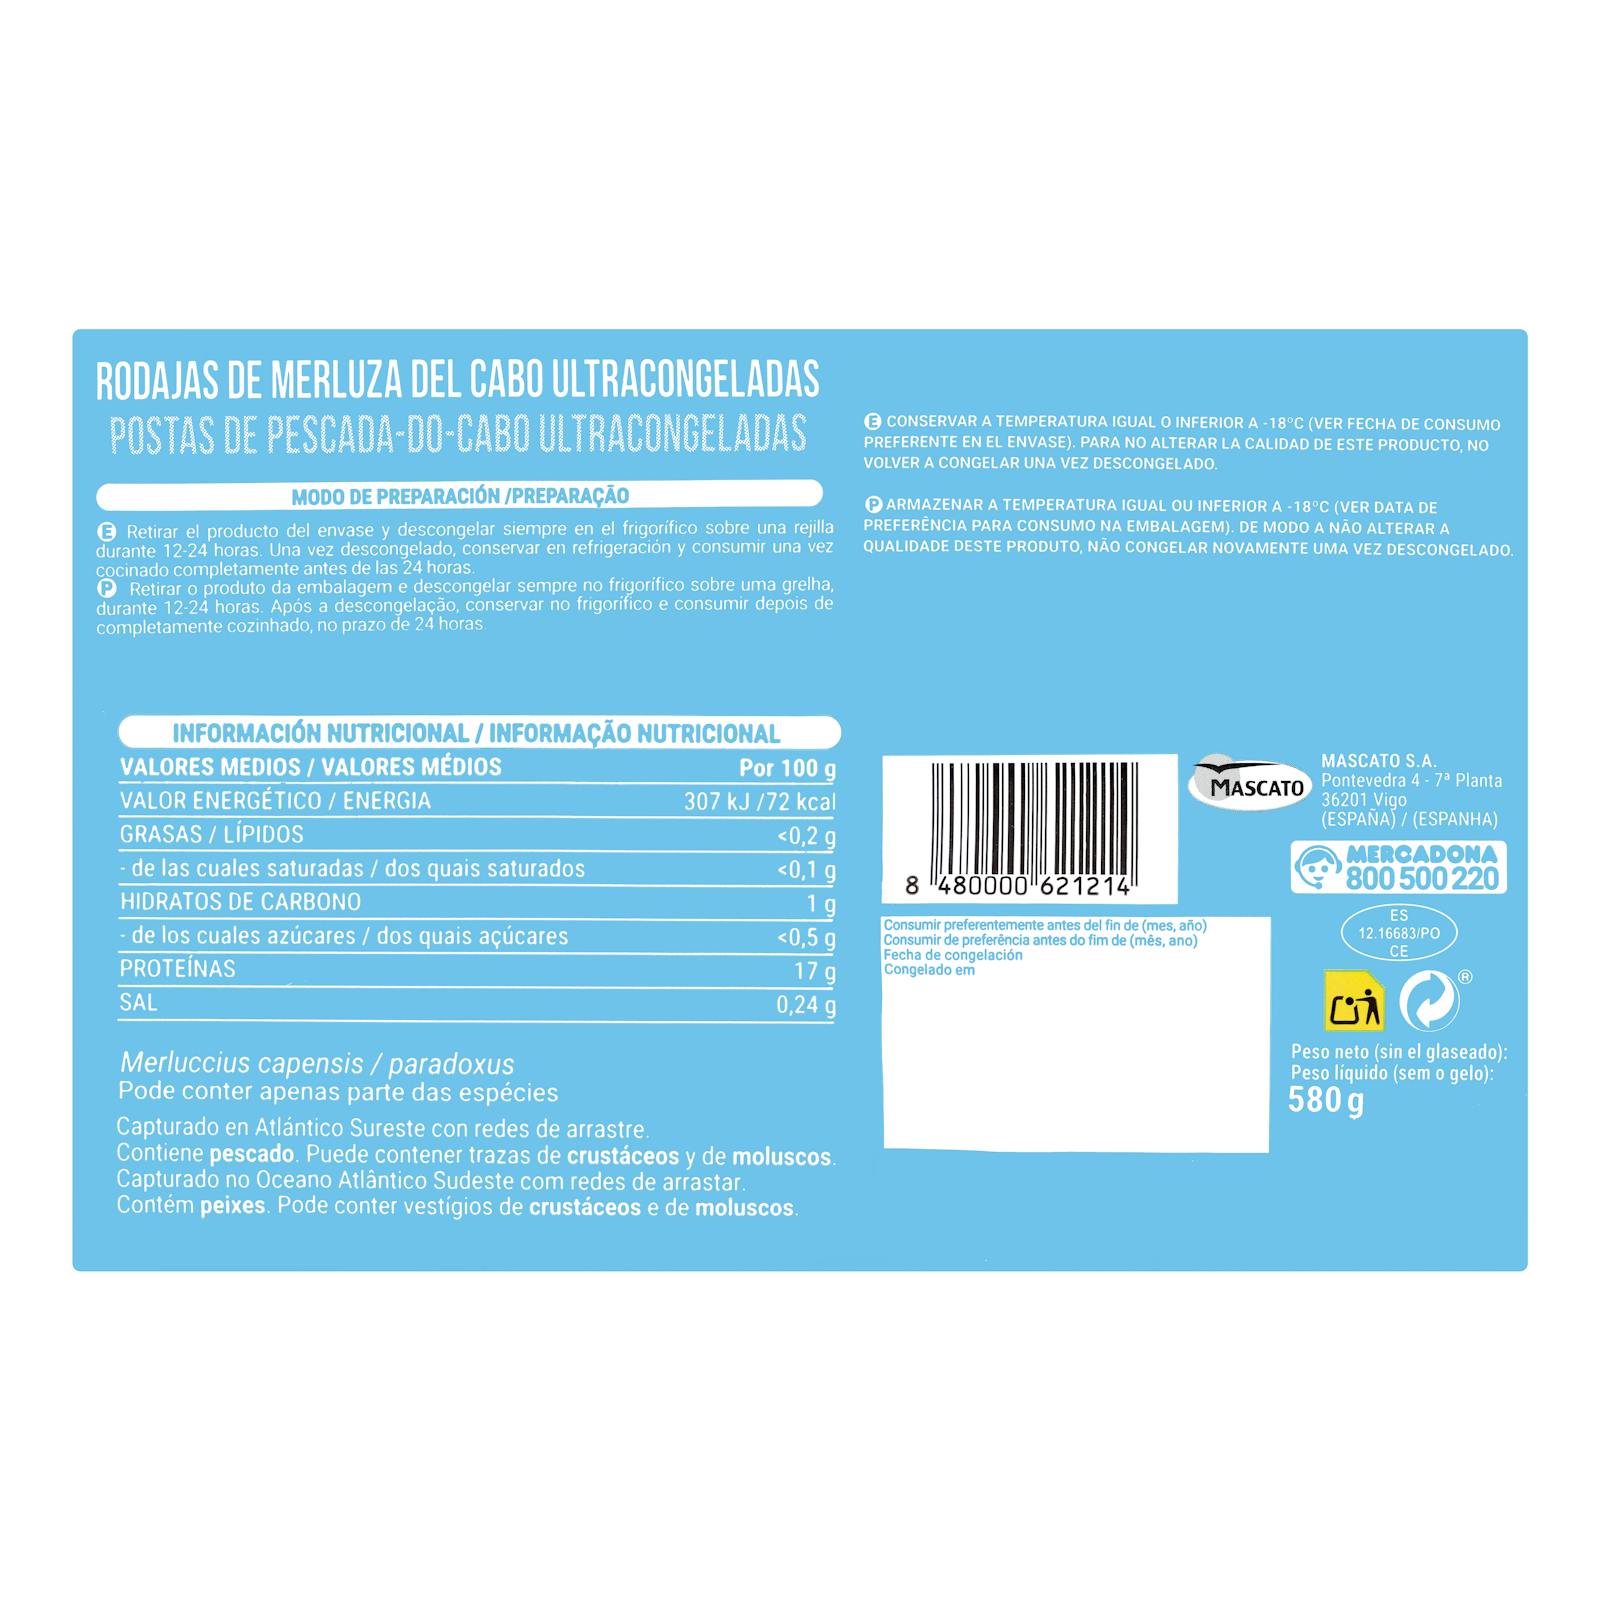 RODAJAS DE MERLUZA DEL CABO ULTRACONGELADAS
POSTAS DE PESCADA-DO-CABO ULTRACONGELADAS
MODO DE PREPARACIÓN /PREPARAÇÃO
E Retirar el producto del envase y descongelar siempre en el frigorífico sobre una rejilla
durante 12-24 horas. Una vez descongelado, conservar en refrigeración y consumir una vez
cocinado completamente antes de las 24 horas.
P Retirar o produto da embalagem e descongelar sempre no frigorífico sobre uma grelha,
durante 12-24 horas. Após a descongelação, conservar no frigorífico e consumir depois de
completamente cozinhado, no prazo de 24 horas.
E CONSERVAR A TEMPERATURA IGUAL O INFERIOR A -18ºC (VER FECHA DE CONSUMO
PREFERENTE EN EL ENVASE). PARA NO ALTERAR LA CALIDAD DE ESTE PRODUCTO, NO
VOLVER A CONGELAR UNA VEZ DESCONGELADO.
P ARMAZENAR A TEMPERATURA IGUAL OU INFERIOR A -18ºC (VER DATA DE
PREFERÊNCIA PARA CONSUMO NA EMBALAGEM). DE MODO A NÃO ALTERAR A
QUALIDADE DESTE PRODUTO, NÃO CONGELAR NOVAMENTE UMA VEZ DESCONGELADO.
INFORMACIÓN NUTRICIONAL / INFORMAÇÃO NUTRICIONAL
VALORES MEDIOS / VALORES MÉDIOS Por 100 g
VALOR ENERGÉTICO / ENERGIA 307 kJ /72 kcal
GRASAS / LÍPIDOS <0,2 g
- de las cuales saturadas / dos quais saturados <0,1 g
HIDRATOS DE CARBONO 1 g
- de los cuales azúcares / dos quais açúcares <0,5 g
PROTEÍNAS 17 g
SAL 0,24 g
Merluccius capensis / paradoxus
Pode conter apenas parte das espécies
Capturado en Atlántico Sureste con redes de arrastre.
Contiene pescado. Puede contener trazas de crustáceos y de moluscos.
Capturado no Oceano Atlântico Sudeste com redes de arrastar.
Contém peixes. Pode conter vestígios de crustáceos e de moluscos.
8 480000 621214
MASCATO
MASCATO S.A.
Pontevedra 4 - 7ª Planta
36201 Vigo
(ESPAÑA) / (ESPANHA)
MERCADONA
800 500 220
Consumir preferentemente antes del fin de (mes, año)
Consumir de preferência antes do fim de (mês, ano)
Fecha de congelación
Congelado em
ES
12.16683/PO
CE
®
Peso neto (sin el glaseado):
Peso líquido (sem o gelo):
580 g